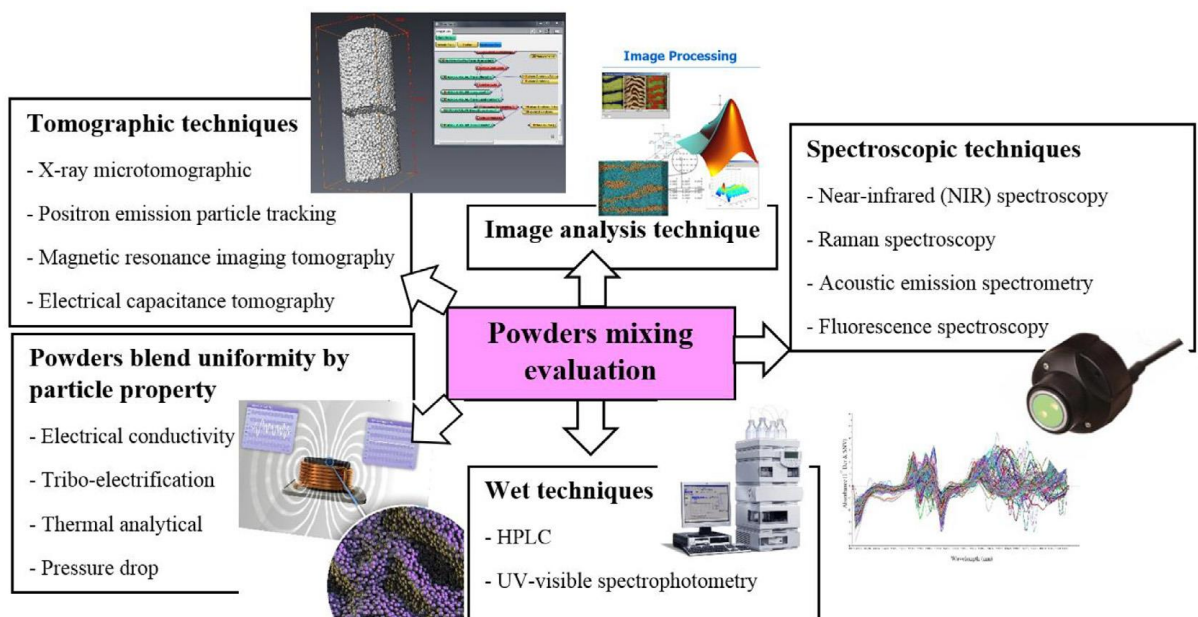 Image Processing
Tomographic techniques
- X-ray microtomographic
- Positron emission particle tracking
- Magnetic resonance imaging tomography
- Electrical capacitance tomography
Image analysis technique
Spectroscopic techniques
- Near-infrared (NIR) spectroscopy
- Raman spectroscopy
- Acoustic emission spectrometry
- Fluorescence spectroscopy
Powders mixing
evaluation
Powders blend uniformity by
particle property
- Electrical conductivity
- Tribo-electrification
- Thermal analytical
- Pressure drop
Wet techniques
- HPLC
- UV-visible spectrophotometry
Wavelength (nm)